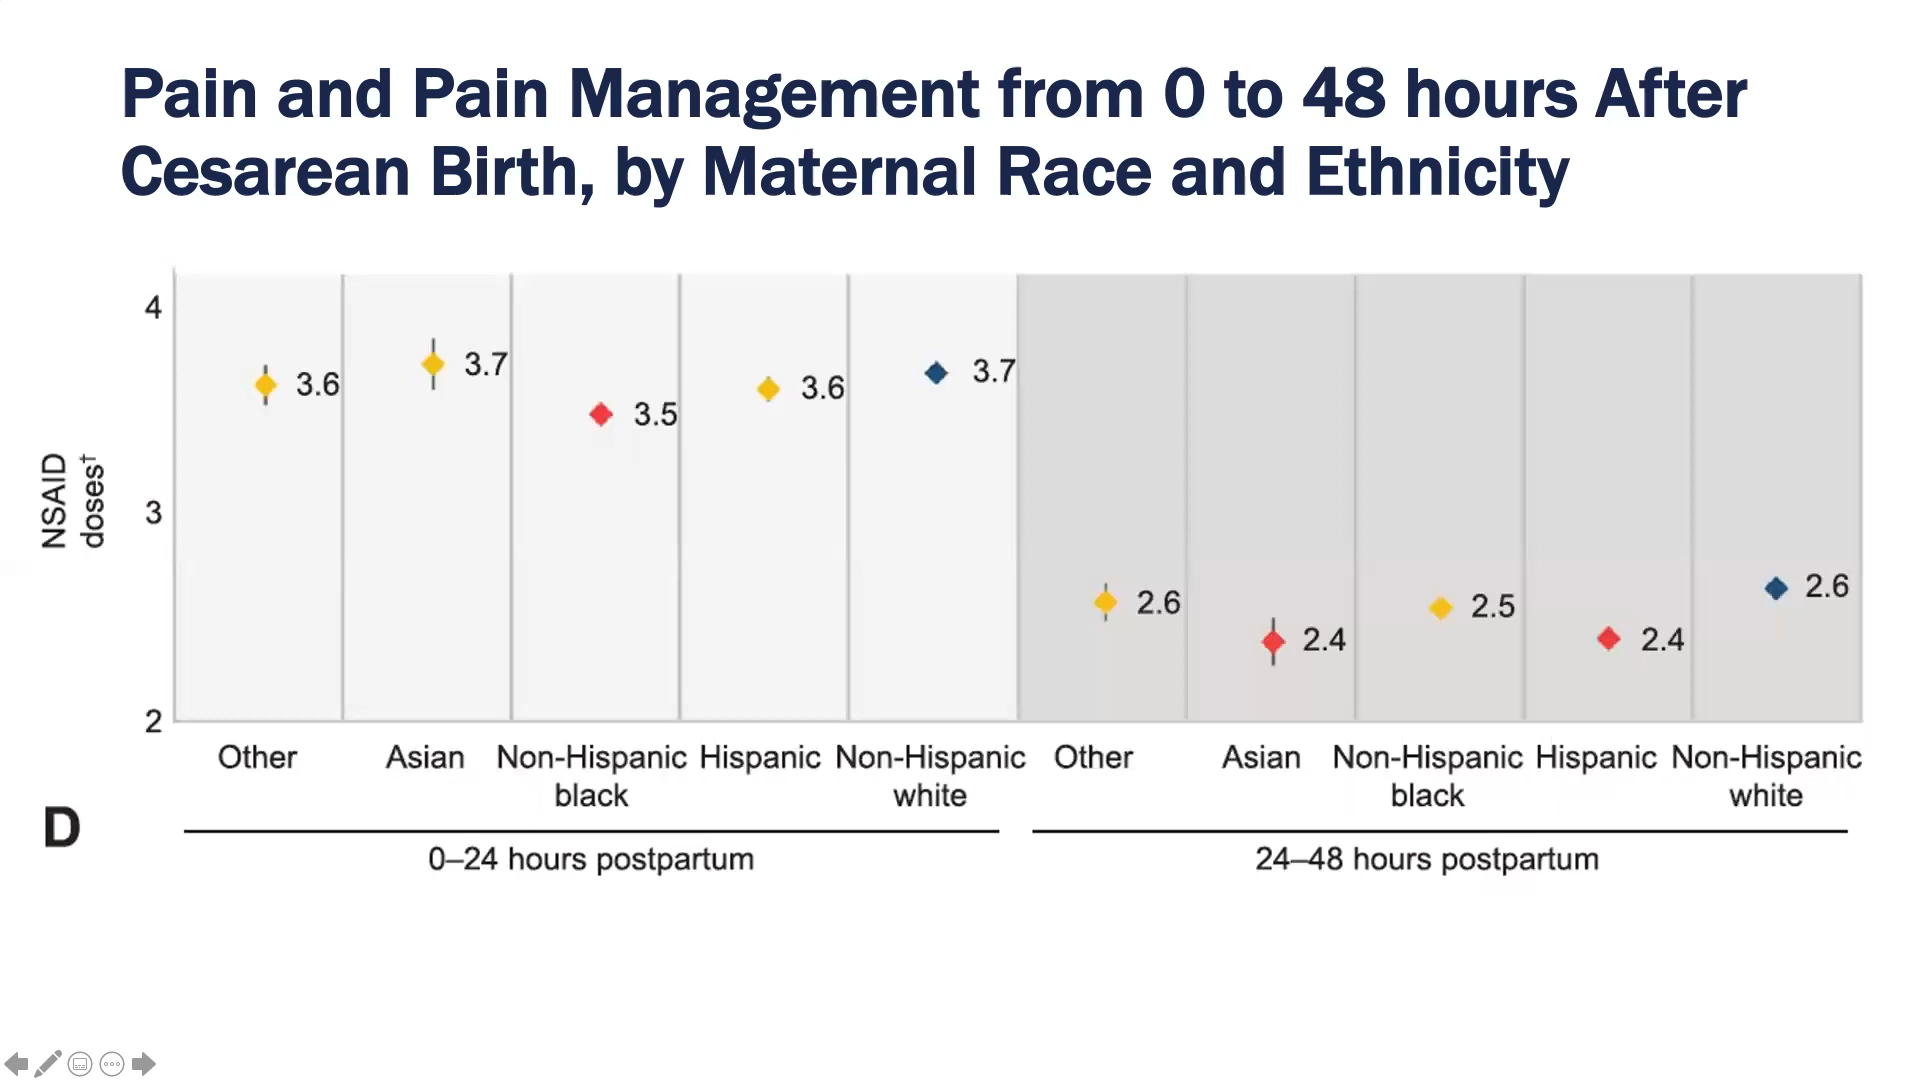 Pain and Pain Management from 0 to 48 hours After
Cesarean Birth, by Maternal Race and Ethnicity
NSAID
doses†
4
3
2
3.6
3.7
3.5
3.6
3.7
2.6
2.4
2.5
2.4
2.6
Other
Asian
Non-Hispanic
black
Hispanic
Non-Hispanic
white
Other
Asian
Non-Hispanic
black
Hispanic
Non-Hispanic
white
D
0–24 hours postpartum
24–48 hours postpartum